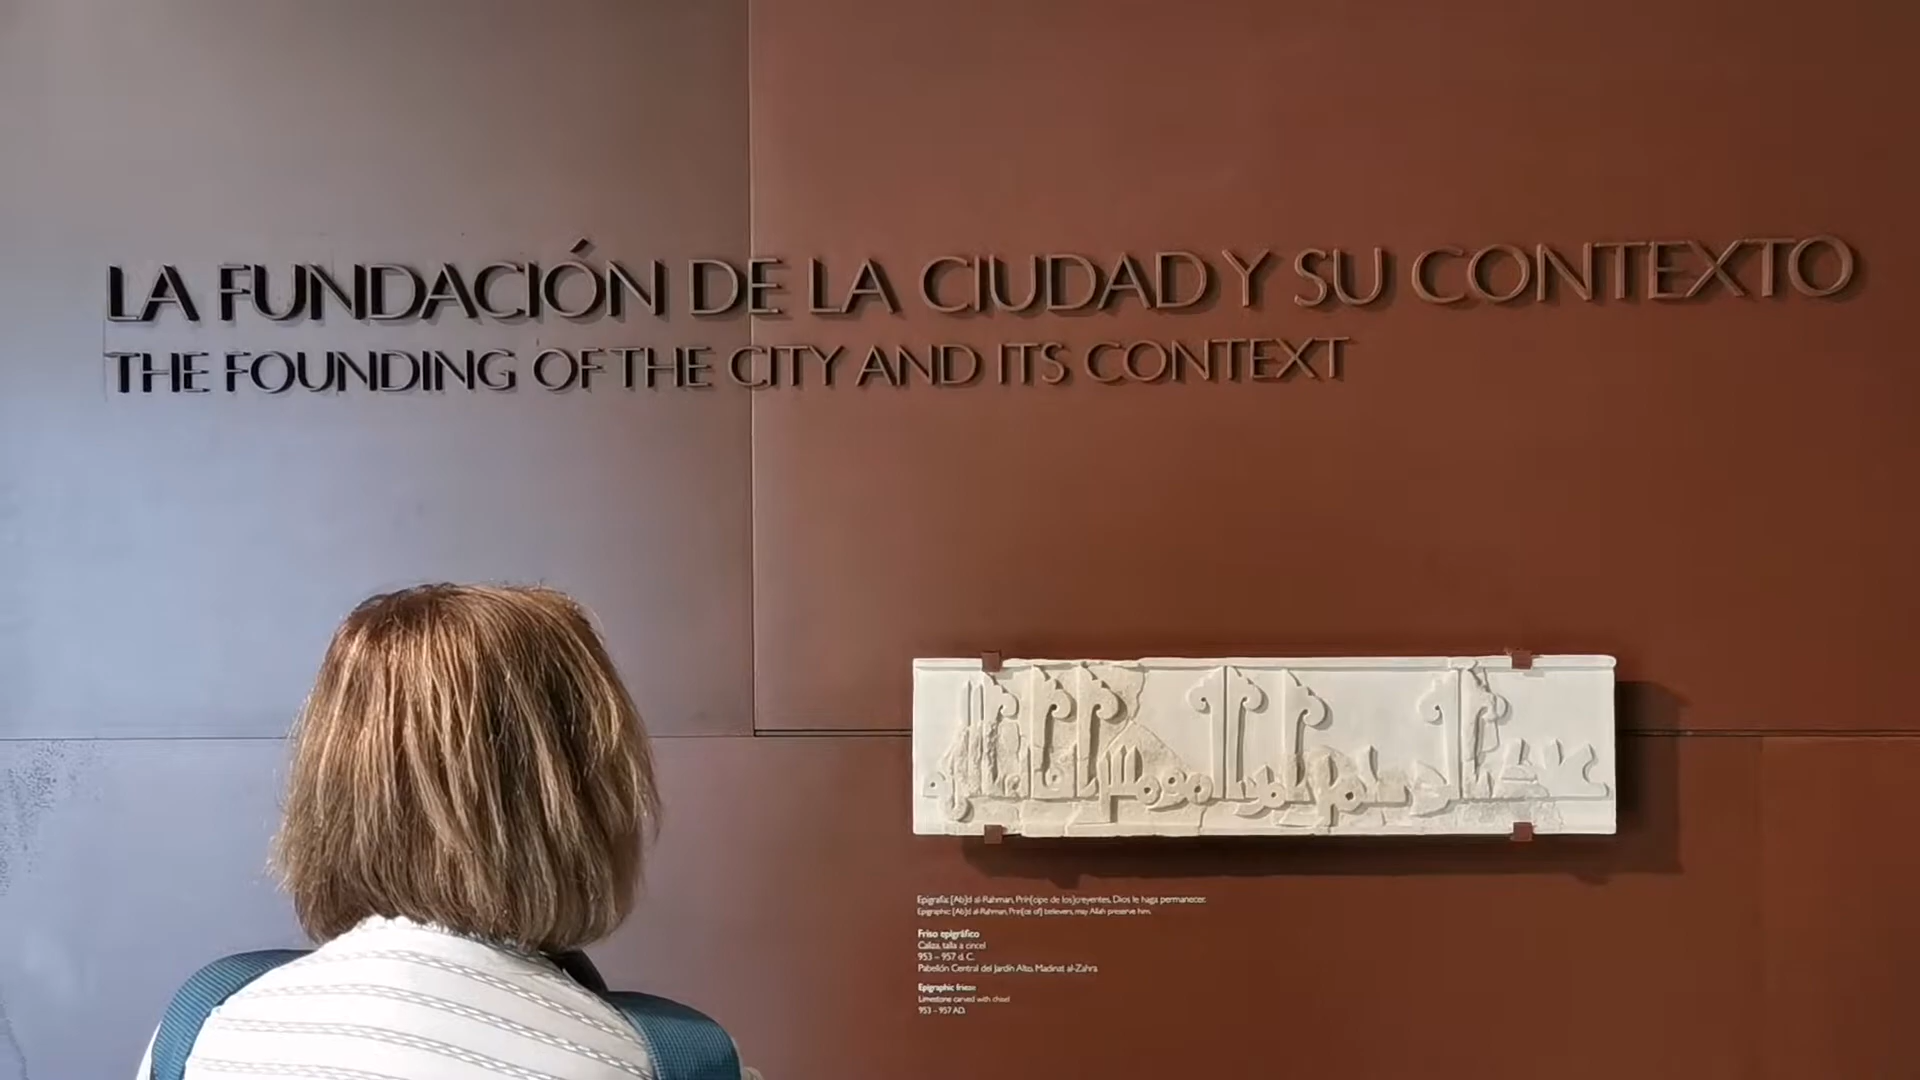 LA FUNDACIÓN DE LA CIUDAD Y SU CONTEXTO
THE FOUNDING OF THE CITY AND ITS CONTEXT
Epigrafía: [Ab]d al-Rahman, Prín[cipe de los]creyentes, Dios le haga permanecer.
Epigraphic: [Ab]d al-Rahman, Prin[ce of] believers, may Allah preserve him.
Friso epigráfico
Caliza, talla a cincel
953 – 957 d. C.
Pabellón Central del Jardín Alto, Madinat al-Zahra
Epigraphic frieze
Limestone carved with chisel
953 – 957 AD.